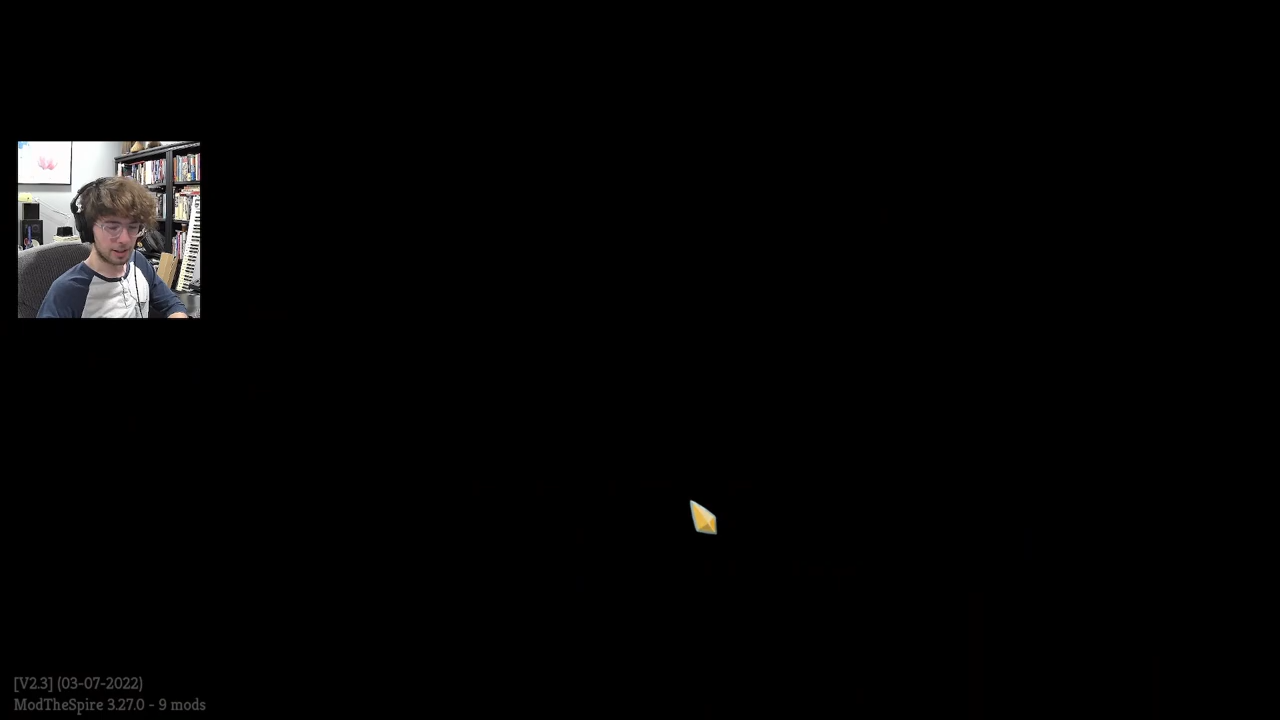 [V2.3] (03-07-2022)
ModTheSpire 3.27.0 - 9 mods